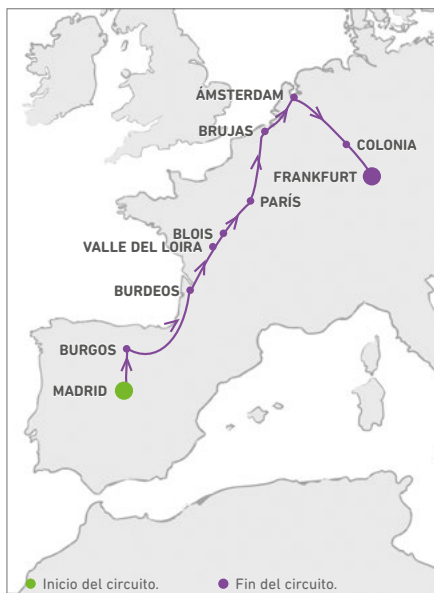 ÁMSTERDAM
BRUJAS
COLONIA
FRANKFURT
PARÍS
BLOIS
VALLE DEL LOIRA
BURDEOS
BURGOS
MADRID
Inicio del circuito.
Fin del circuito.